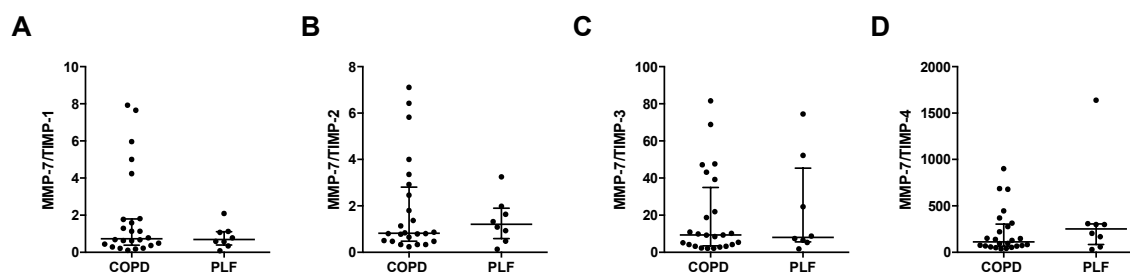 A
B
C
D
MMP-7/TIMP-1
10
8
6
4
2
0
COPD
PLF
MMP-7/TIMP-2
8
6
4
2
0
COPD
PLF
MMP-7/TIMP-3
100
80
60
40
20
0
COPD
PLF
MMP-7/TIMP-4
2000
1500
1000
500
0
COPD
PLF